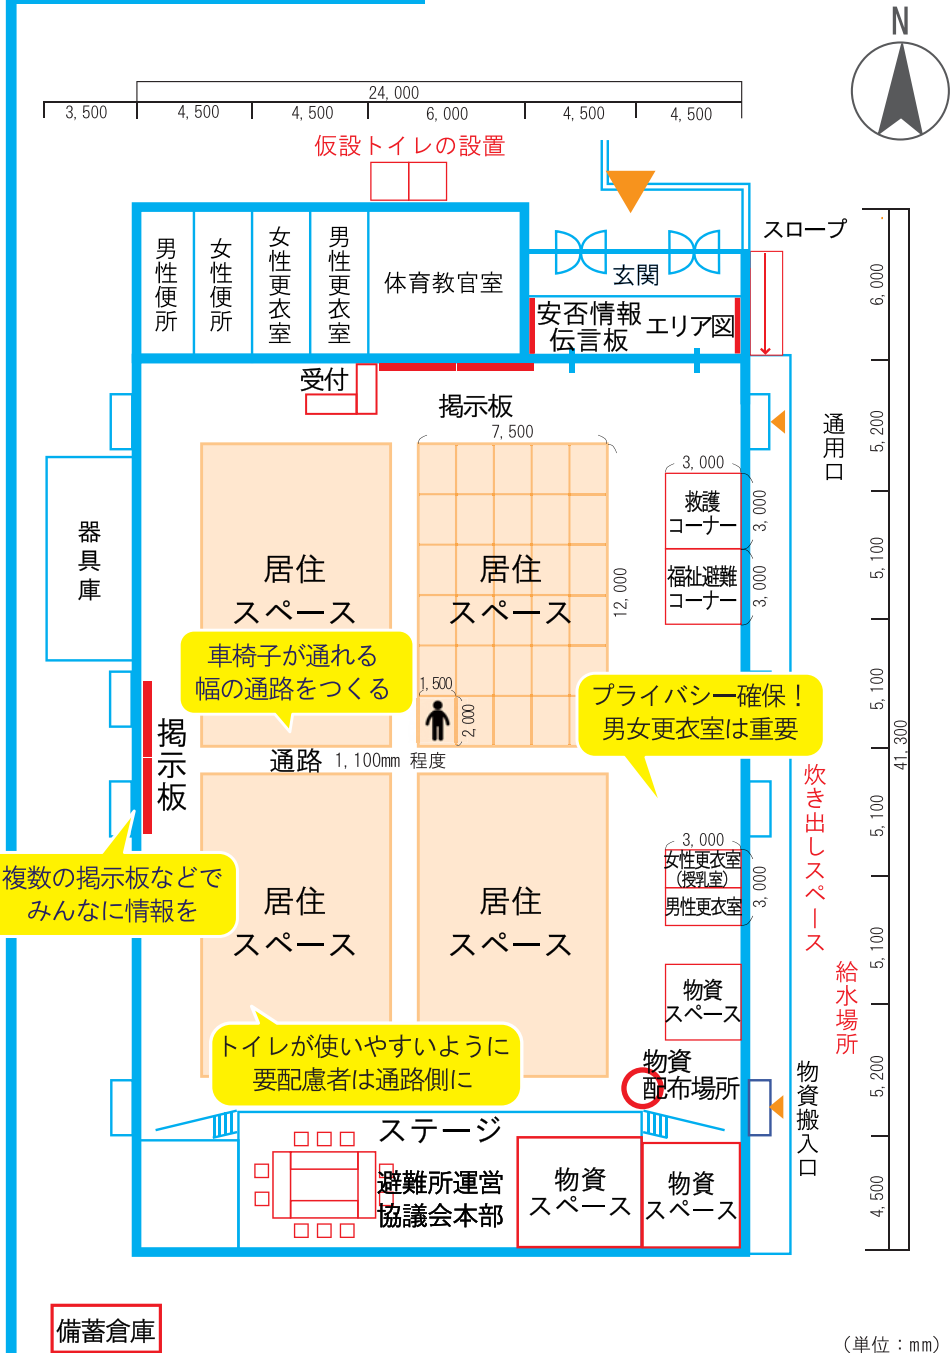 N
24,000
3,500
4,500
4,500
6,000
4,500
4,500
仮設トイレの設置
スロープ
男性便所
女性便所
女性更衣室
男性更衣室
体育教官室
玄関
安否情報
伝言板
エリア図
6,000
受付
掲示板
7,500
通用口
5,200
3,000
救護
コーナー
3,000
器具庫
居住
スペース
居住
スペース
12,000
福祉避難
コーナー
3,000
5,100
車椅子が通れる
幅の通路をつくる
1,500
2,000
プライバシー確保！
男女更衣室は重要
5,100
41,300
掲示板
通路 1,100mm 程度
炊き出しスペース
5,100
複数の掲示板などで
みんなに情報を
居住
スペース
居住
スペース
3,000
女性更衣室
（授乳室）
男性更衣室
3,000
5,100
給水場所
物資
スペース
トイレが使いやすいように
要配慮者は通路側に
物資
配布場所
物資搬入口
5,200
ステージ
避難所運営
協議会本部
物資
スペース
物資
スペース
4,500
備蓄倉庫
（単位：mm）